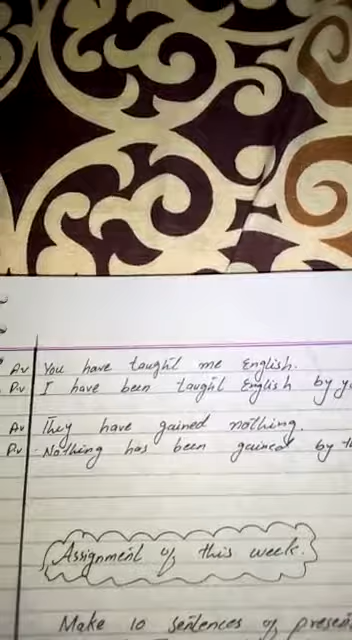 Av You have taught me English.
Pv I have been taught English by
Av They have gained nothing.
Pv Nothing has been gained by
Assignment of this week.
Make 10 sentences of